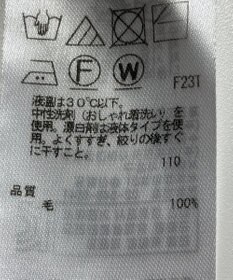 F
W
F231
液温は30℃以下。
中性洗剤(おしゃれ着洗い)を
使用。漂白剤は液体タイプを使
用。よくすすぎ、絞りの後すぐ
に干すこと。
110
品質
毛 100%